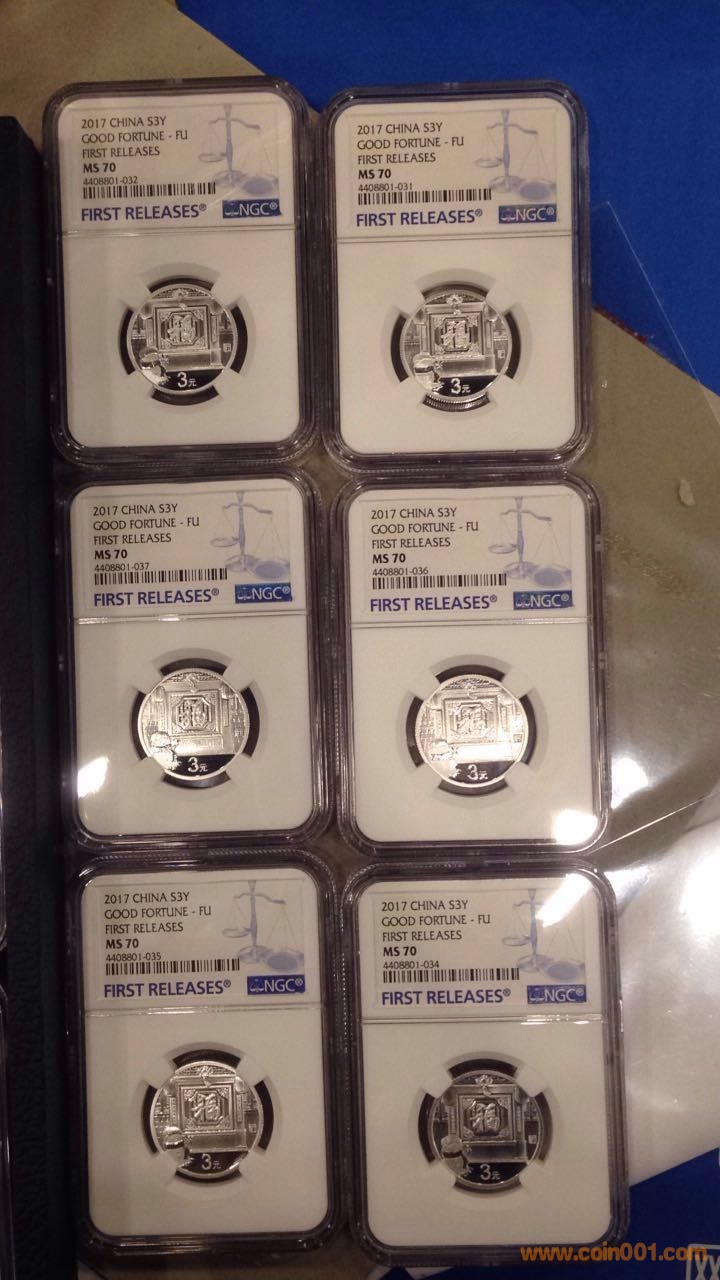 2017 CHINA S3Y
GOOD FORTUNE - FU
FIRST RELEASES
MS 70
4408801-032
FIRST RELEASES®
NGC®
福
3元
2017 CHINA S3Y
GOOD FORTUNE - FU
FIRST RELEASES
MS 70
4408801-031
FIRST RELEASES®
NGC®
福
3元
2017 CHINA S3Y
GOOD FORTUNE - FU
FIRST RELEASES
MS 70
4408801-037
FIRST RELEASES®
NGC®
福
3元
2017 CHINA S3Y
GOOD FORTUNE - FU
FIRST RELEASES
MS 70
4408801-036
FIRST RELEASES®
NGC®
福
3元
2017 CHINA S3Y
GOOD FORTUNE - FU
FIRST RELEASES
MS 70
4408801-035
FIRST RELEASES®
NGC®
福
3元
2017 CHINA S3Y
GOOD FORTUNE - FU
FIRST RELEASES
MS 70
4408801-034
FIRST RELEASES®
NGC®
福
3元
www.coin001.com